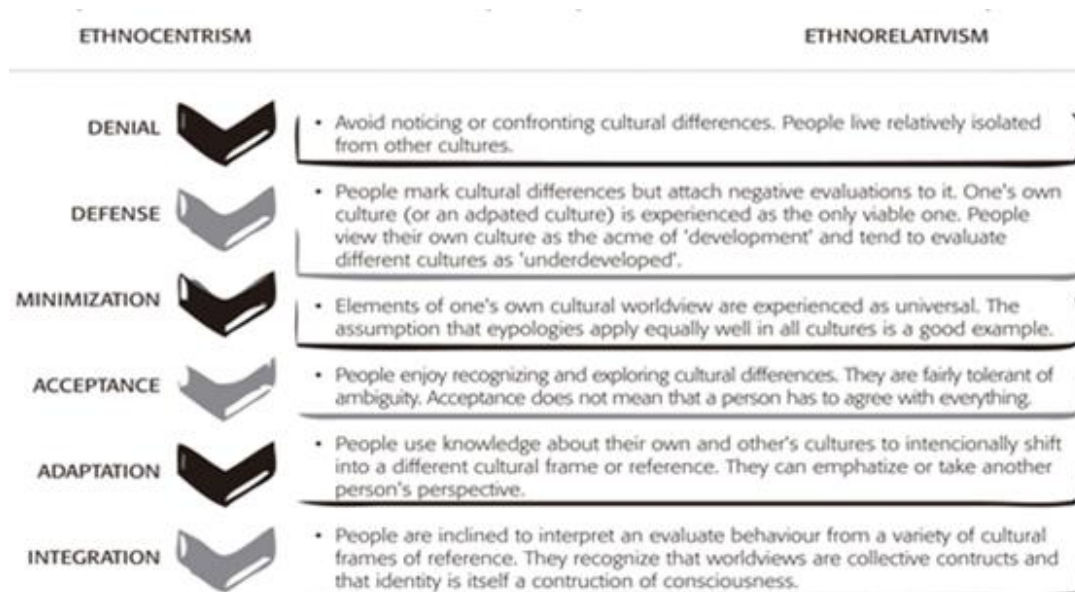 ETHNOCENTRISM ETHNORELATIVISM
DENIAL
• Avoid noticing or confronting cultural differences. People live relatively isolated
from other cultures.
DEFENSE
• People mark cultural differences but attach negative evaluations to it. One's own
culture (or an adpated culture) is experienced as the only viable one. People
view their own culture as the acme of 'development' and tend to evaluate
different cultures as 'underdeveloped'.
MINIMIZATION
• Elements of one's own cultural worldview are experienced as universal. The
assumption that eypologies apply equally well in all cultures is a good example.
ACCEPTANCE
• People enjoy recognizing and exploring cultural differences. They are fairly tolerant of
ambiguity. Acceptance does not mean that a person has to agree with everything.
ADAPTATION
• People use knowledge about their own and other's cultures to intencionally shift
into a different cultural frame or reference. They can emphatize or take another
person's perspective.
INTEGRATION
• People are inclined to interpret an evaluate behaviour from a variety of cultural
frames of reference. They recognize that worldviews are collective contructs and
that identity is itself a contruction of consciousness.